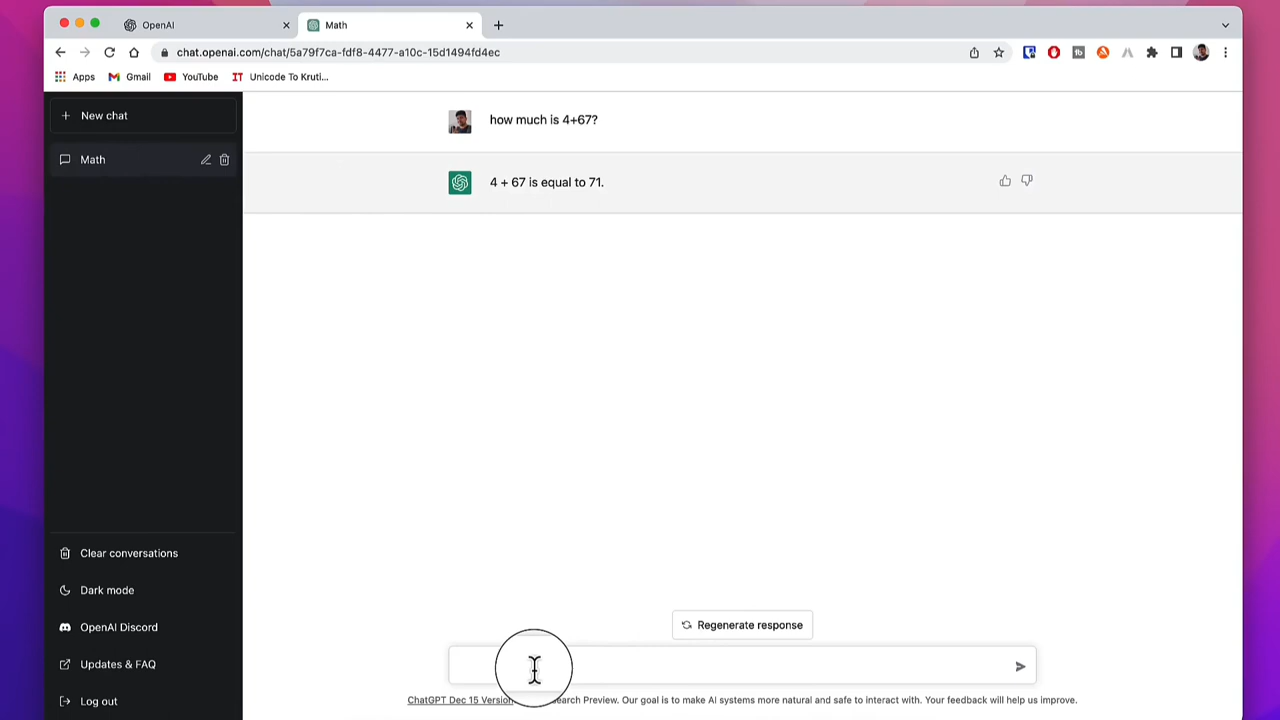 OpenAI
Math
chat.openai.com/chat/5a79f7ca-fdf8-4477-a10c-15d1494fd4ec
Apps
Gmail
YouTube
IT Unicode To Kruti...
New chat
Math
Clear conversations
Dark mode
OpenAI Discord
Updates & FAQ
Log out
how much is 4+67?
4 + 67 is equal to 71.
Regenerate response
ChatGPT Dec 15 Version Preview. Our goal is to make AI systems more natural and safe to interact with. Your feedback will help us improve.